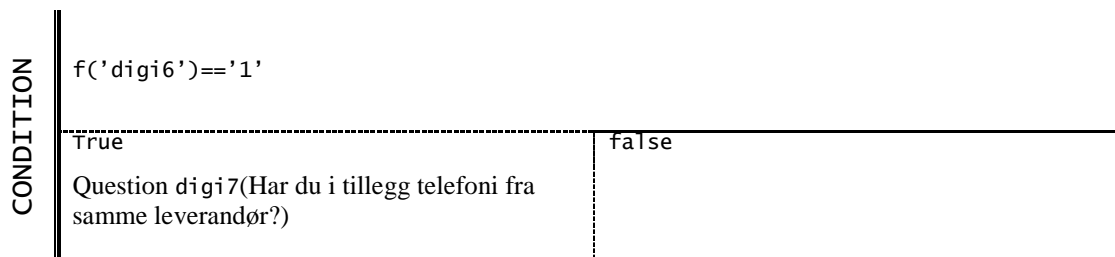 CONDITION
f(’digi6’)==’1’
True
false
Question digi7(Har du i tillegg telefoni fra
samme leverandør?)